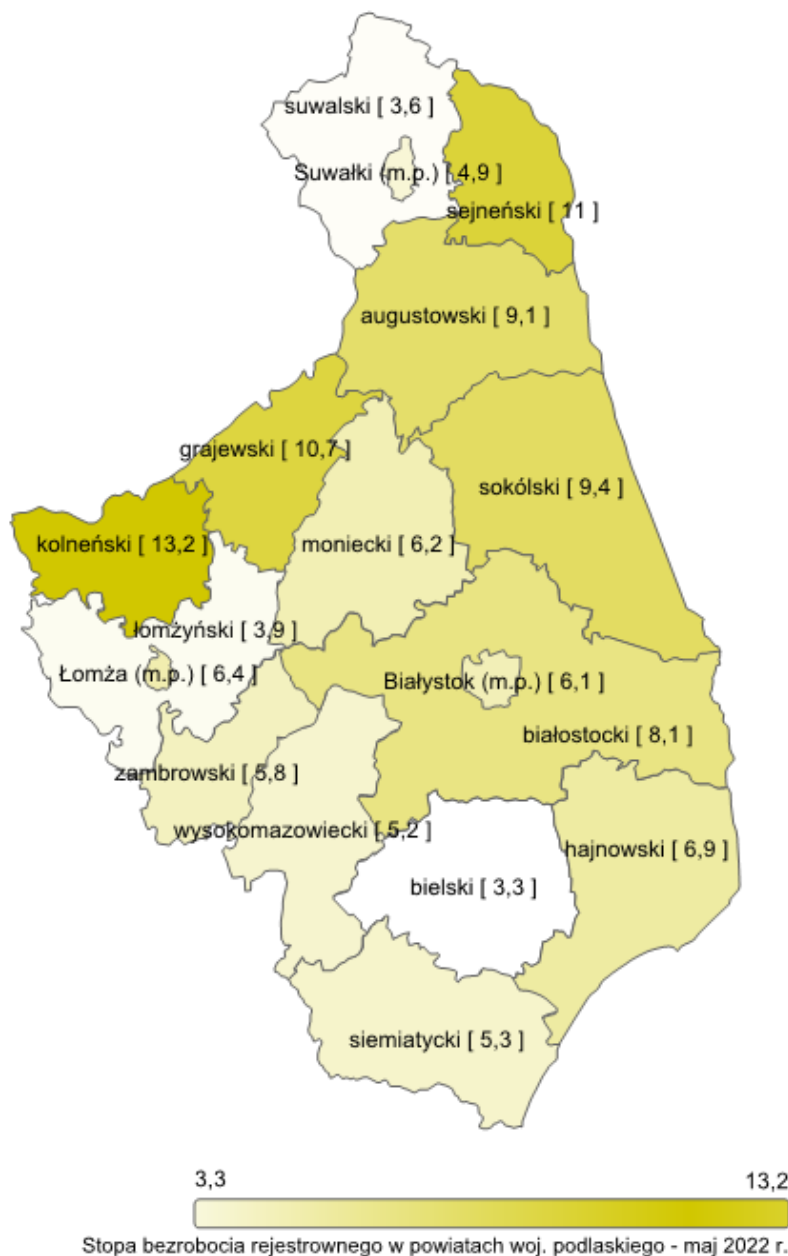 suwalski [ 3,6 ]
Suwałki (m.p.) [ 4,9 ]
sejneński [ 11 ]
augustowski [ 9,1 ]
grajewski [ 10,7 ]
sokólski [ 9,4 ]
kolneński [ 13,2 ]
moniecki [ 6,2 ]
łomżyński [ 3,9 ]
Łomża (m.p.) [ 6,4 ]
Białystok (m.p.) [ 6,1 ]
białostocki [ 8,1 ]
zambrowski [ 5,8 ]
wysokomazowiecki [ 5,2 ]
hajnowski [ 6,9 ]
bielski [ 3,3 ]
siemiatycki [ 5,3 ]
3,3 13,2
Stopa bezrobocia rejestrownego w powiatach woj. podlaskiego - maj 2022 r.